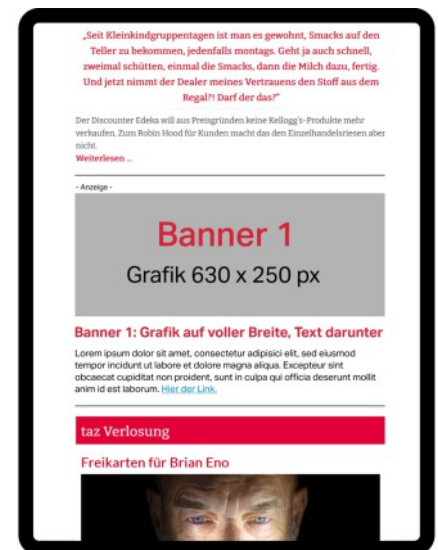 „Seit Kleinkindgruppentagen ist man es gewohnt, Smacks auf den
Teller zu bekommen, jedenfalls montags. Geht ja auch schnell,
zweimal schütten, einmal die Smacks, dann die Milch dazu, fertig.
Und jetzt nimmt der Dealer meines Vertrauens den Stoff aus dem
Regal?! Darf der das?“
Der Discounter Edeka will aus Preisgründen keine Kellogg's-Produkte mehr
verkaufen. Zum Robin Hood für Kunden macht das den Einzelhandelsriesen aber
nicht.
Weiterlesen ...
- Anzeige -
Banner 1
Grafik 630 x 250 px
Banner 1: Grafik auf voller Breite, Text darunter
Lorem ipsum dolor sit amet, consectetur adipisici elit, sed eiusmod
tempor incidunt ut labore et dolore magna aliqua. Excepteur sint
obcaecat cupiditat non proident, sunt in culpa qui officia deserunt mollit
anim id est laborum. Hier der Link.
taz Verlosung
Freikarten für Brian Eno